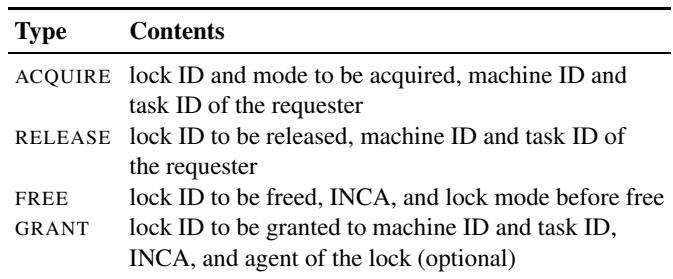 Type Contents
ACQUIRE lock ID and mode to be acquired, machine ID and
task ID of the requester
RELEASE lock ID to be released, machine ID and task ID of
the requester
FREE lock ID to be freed, INCA, and lock mode before free
GRANT lock ID to be granted to machine ID and task ID,
INCA, and agent of the lock (optional)